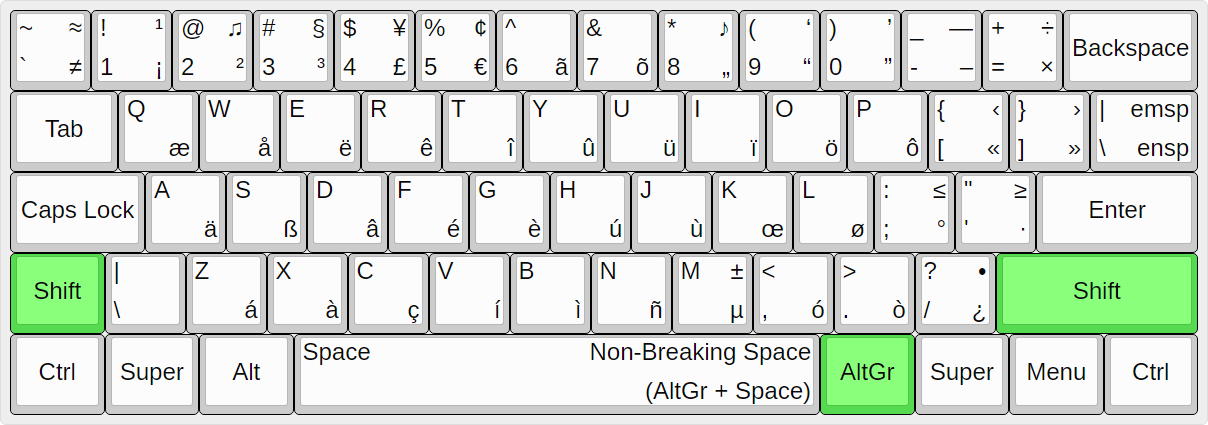 ~ ≈ ! ¹ @ ♫ # § $ ¥ % ¢ ^ & * ♪ ( ‘ ) ’ _ — + ÷ Backspace
` ≠ 1 ¡ 2 ² 3 ³ 4 £ 5 € 6 ã 7 õ 8 „ 9 “ 0 ” - – = ×
Tab Q W E R T Y U I O P { ‹ } › | emsp
æ å ë ê î û ü ï ö ô [ « ] » \ ensp
Caps Lock A S D F G H J K L : ≤ " ≥ Enter
ä ß â é è ú ù œ ø ; ° ' ·
Shift | Z X C V B N M ± < > ? • Shift
\ á à ç í ì ñ µ , ó . ò / ¿
Ctrl Super Alt Space Non-Breaking Space AltGr Super Menu Ctrl
(AltGr + Space)